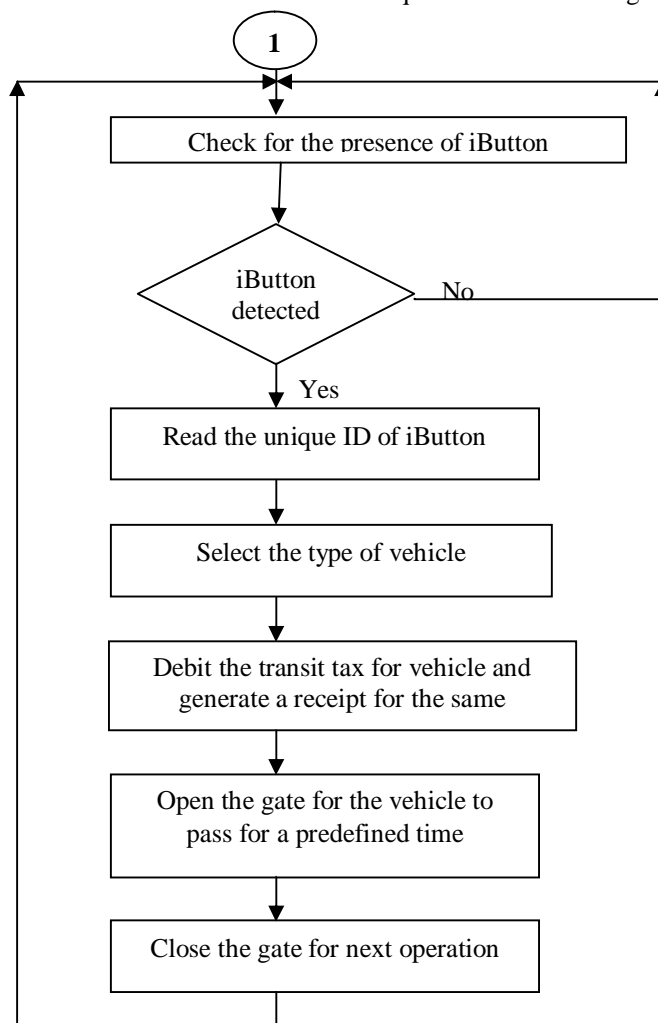 1
Check for the presence of iButton
iButton
detected
No
Yes
Read the unique ID of iButton
Select the type of vehicle
Debit the transit tax for vehicle and
generate a receipt for the same
Open the gate for the vehicle to
pass for a predefined time
Close the gate for next operation